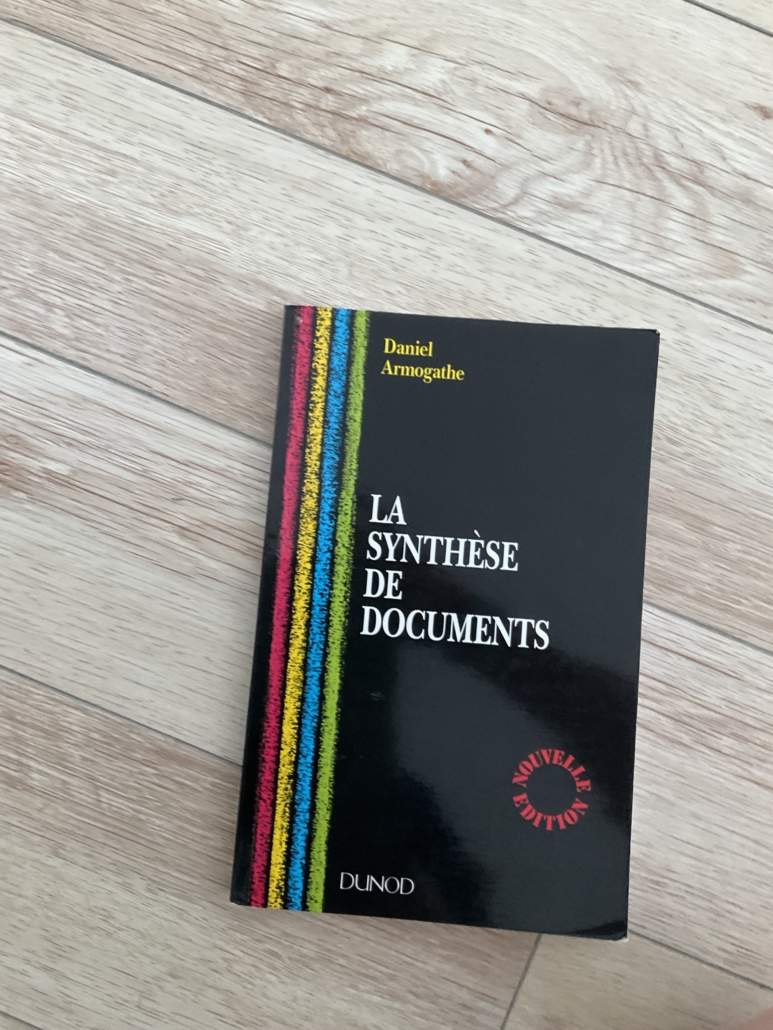 Daniel
Armogathe
LA
SYNTHÈSE
DE
DOCUMENTS
NOUVELLE
EDITION
DUNOD